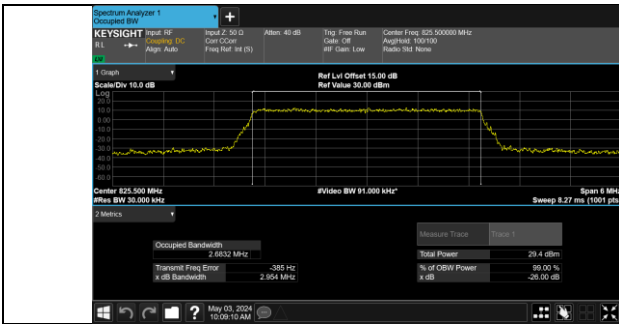 Spectrum Analyzer 1
Occupied BW
KEYSIGHT Input: RF Input Z: 50 Ω Atten: 40 dB Trig: Free Run Center Freq: 825.500000 MHz
RL Coupling: DC Corr CCorr Gate: Off Avg|Hold: 100/100
Align: Auto Freq Ref: Int (S) #IF Gain: Low Radio Std: None
1 Graph
Ref Lvl Offset 15.00 dB
Scale/Div 10.0 dB Ref Value 30.00 dBm
Log
20.0
10.0
0.00
-10.0
-20.0
-30.0
-40.0
-50.0
-60.0
Center 825.500 MHz #Video BW 91.000 kHz* Span 6 MHz
#Res BW 30.000 kHz Sweep 8.27 ms (1001 pts
2 Metrics
Measure Trace Trace 1
Occupied Bandwidth
2.6832 MHz Total Power 29.4 dBm
Transmit Freq Error -385 Hz % of OBW Power 99.00 %
x dB Bandwidth 2.954 MHz x dB -26.00 dB
May 03, 2024
10:09:10 AM